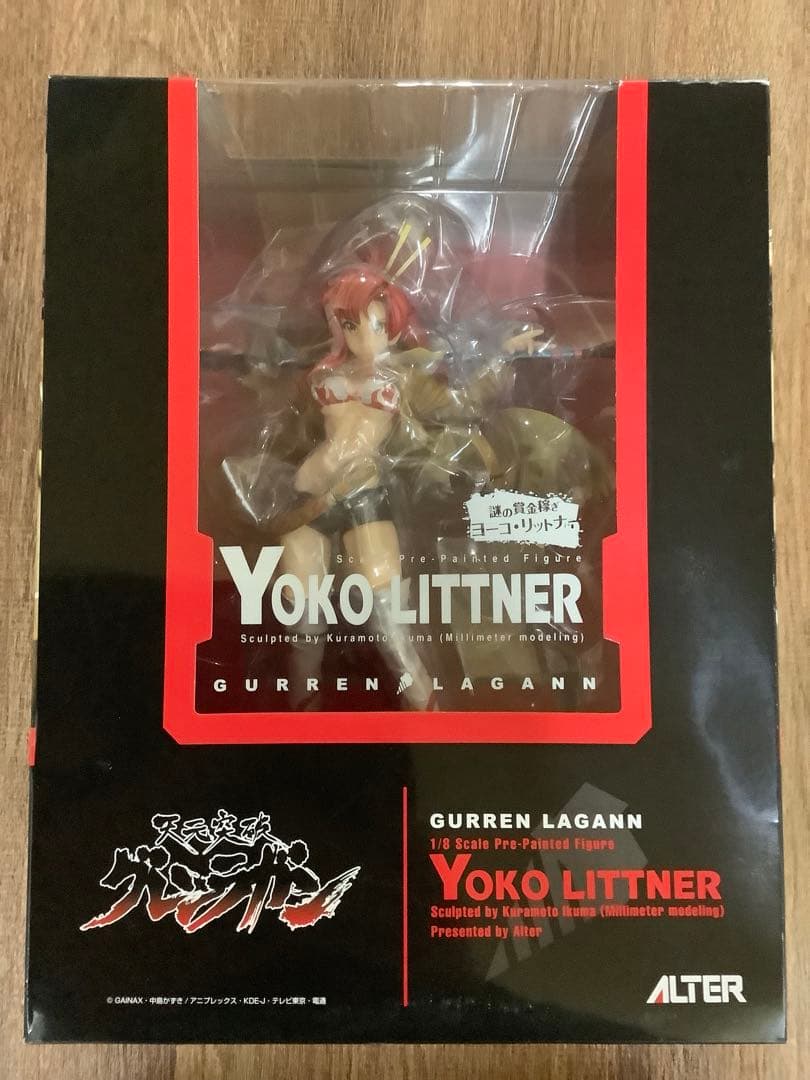 謎の賞金稼ぎ
ヨーコ・リットナー
Scale Pre-Painted Figure
YOKO LITTNER
Sculpted by Kuramoto Ikuma (Millimeter modeling)
GURREN LAGANN
天元突破
グレンラガン
GURREN LAGANN
1/8 Scale Pre-Painted Figure
YOKO LITTNER
Sculpted by Kuramoto Ikuma (Millimeter modeling)
Presented by Alter
© GAINAX・中島かずき/アニプレックス・KDE-J・テレビ東京・電通
ALTER